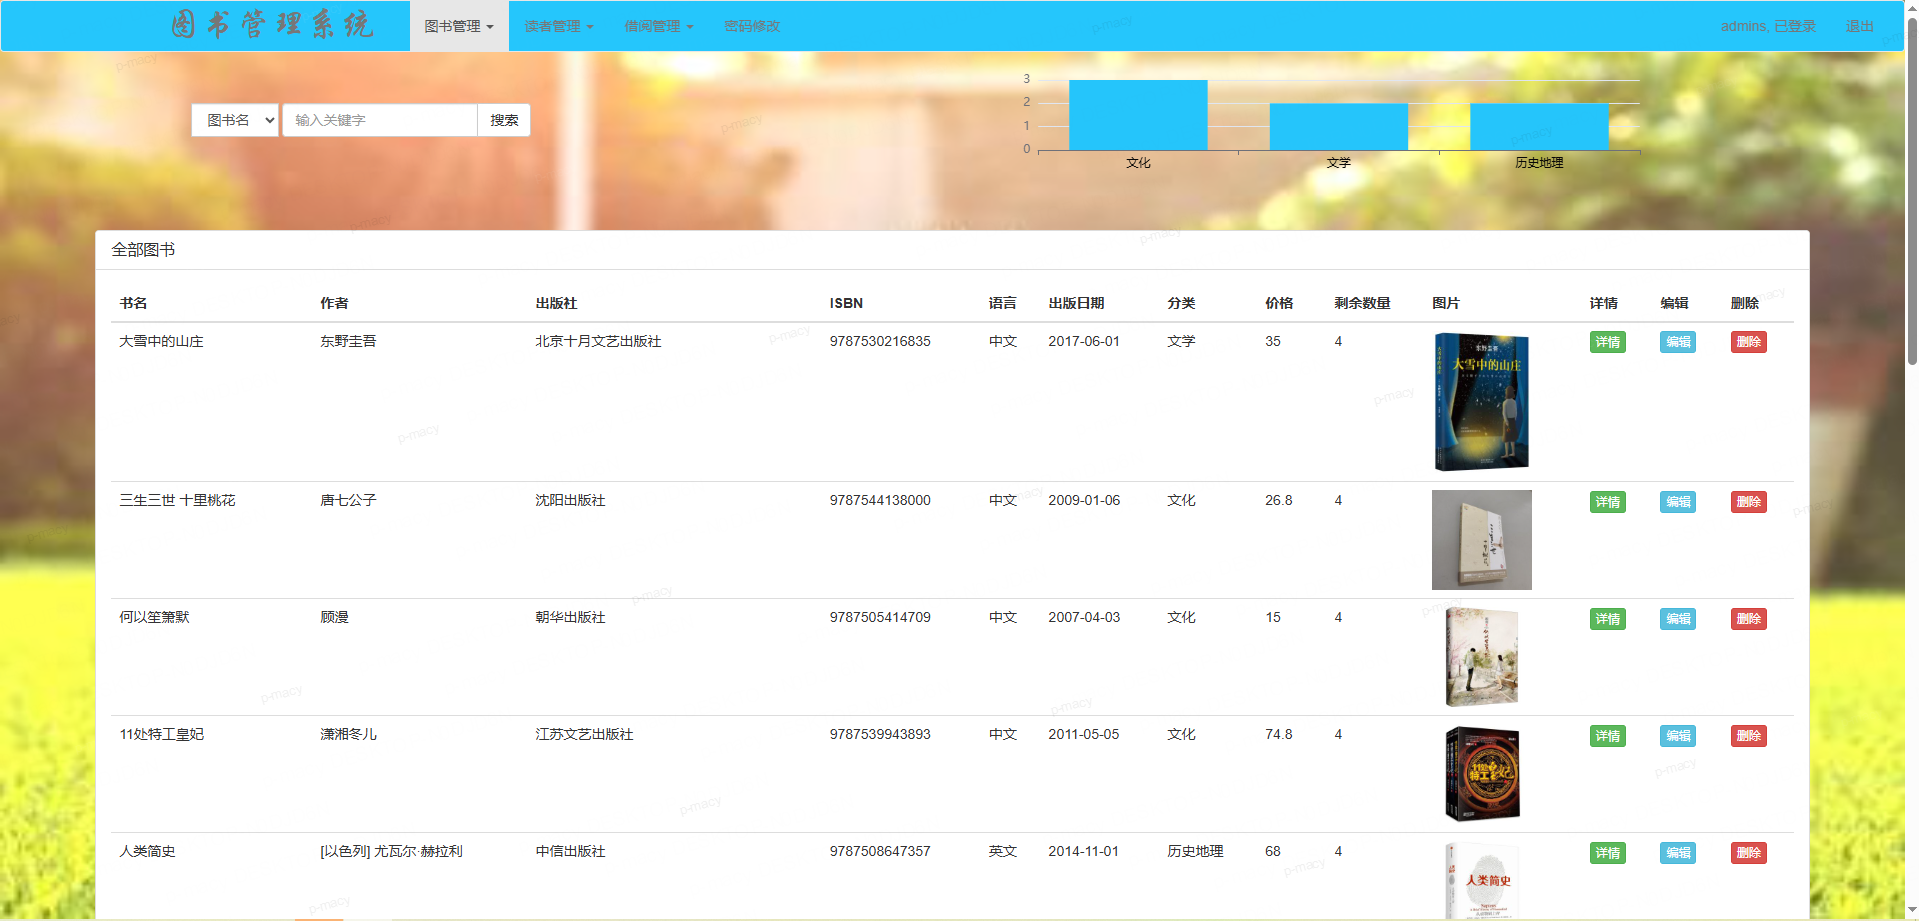 图书管理系统 图书管理 读者管理 借阅管理 密码修改 admins, 已登录 退出
图书名 输入关键字 搜索
3
2
1
0
文化 文学 历史地理
全部图书
书名 作者 出版社 ISBN 语言 出版日期 分类 价格 剩余数量 图片 详情 编辑 删除
大雪中的山庄 东野圭吾 北京十月文艺出版社 9787530216835 中文 2017-06-01 文学 35 4 详情 编辑 删除
东野圭吾
大雪中的山庄
三生三世 十里桃花 唐七公子 沈阳出版社 9787544138000 中文 2009-01-06 文化 26.8 4 详情 编辑 删除
何以笙箫默 顾漫 朝华出版社 9787505414709 中文 2007-04-03 文化 15 4 详情 编辑 删除
11处特工皇妃 潇湘冬儿 江苏文艺出版社 9787539943893 中文 2011-05-05 文化 74.8 4 详情 编辑 删除
11处
特工皇妃
人类简史 [以色列] 尤瓦尔·赫拉利 中信出版社 9787508647357 英文 2014-11-01 历史地理 68 4 详情 编辑 删除
人类简史
p-macy